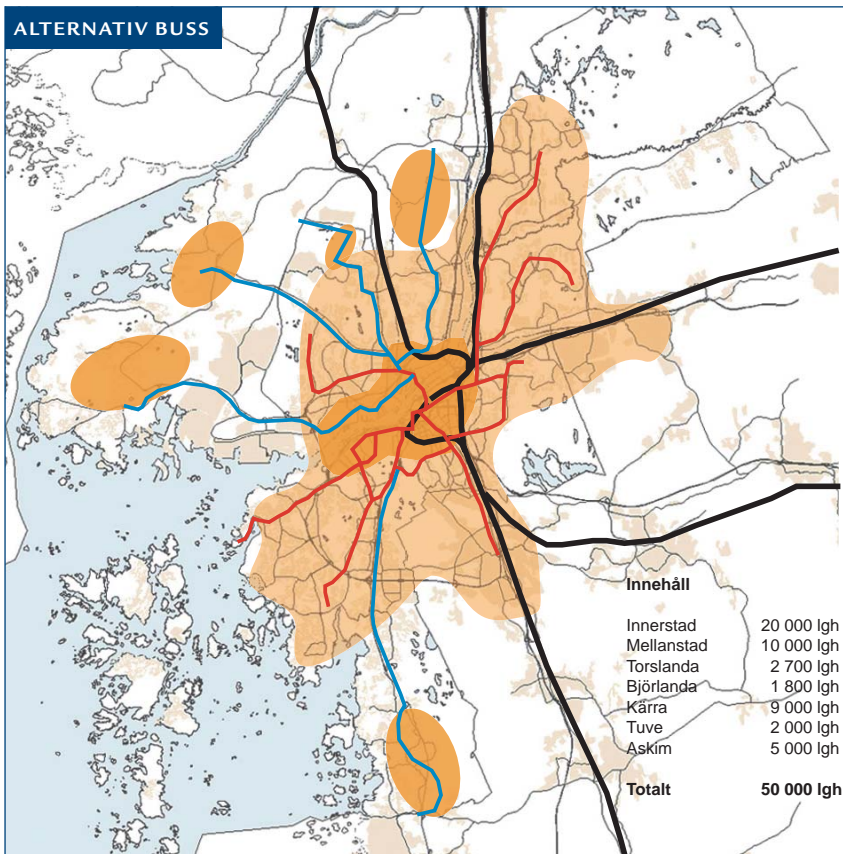 ALTERNATIV BUSS
Innehåll
Innerstad 20 000 lgh
Mellanstad 10 000 lgh
Torslanda 2 700 lgh
Björlanda 1 800 lgh
Kärra 9 000 lgh
Tuve 2 000 lgh
Askim 5 000 lgh
Totalt 50 000 lgh